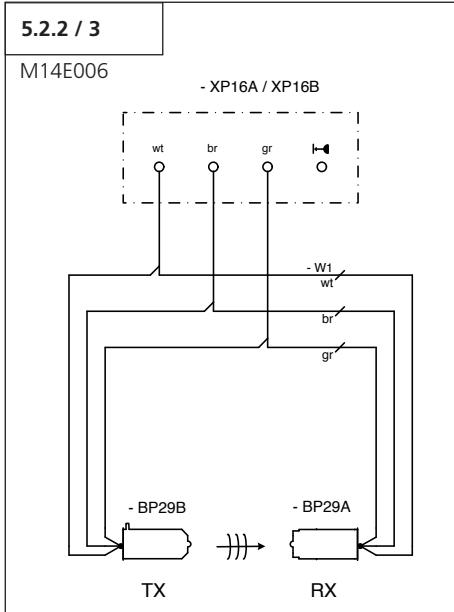 5.2.2 / 3
M14E006
- XP16A / XP16B
wt br gr
- W1
wt
br
gr
- BP29B - BP29A
TX RX